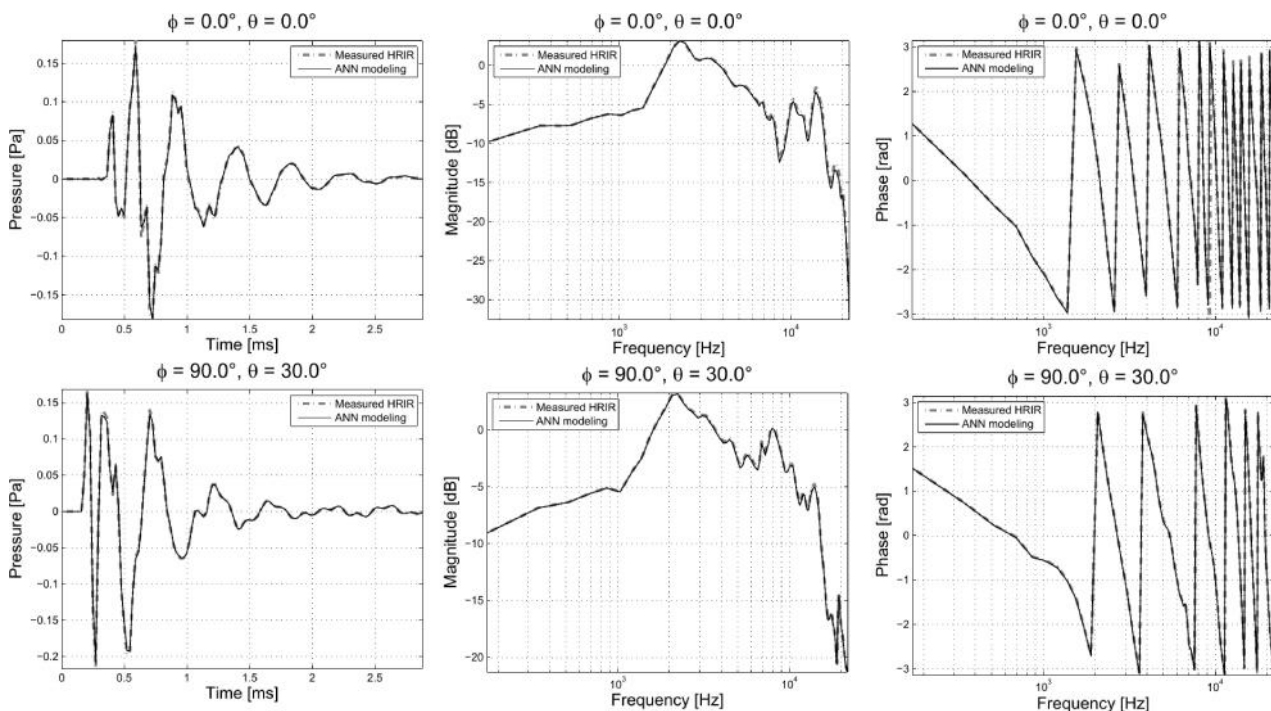 ϕ = 0.0°, θ = 0.0°
Measured HRIR
ANN modeling
Pressure [Pa]
0.15
0.1
0.05
0
−0.05
−0.1
−0.15
0 0.5 1 1.5 2 2.5
Time [ms]
ϕ = 0.0°, θ = 0.0°
Measured HRIR
ANN modeling
Magnitude [dB]
0
−5
−10
−15
−20
−25
−30
10³ 10⁴
Frequency [Hz]
ϕ = 0.0°, θ = 0.0°
Measured HRIR
ANN modeling
Phase [rad]
3
2
1
0
−1
−2
−3
10³ 10⁴
Frequency [Hz]
ϕ = 90.0°, θ = 30.0°
Measured HRIR
ANN modeling
Pressure [Pa]
0.15
0.1
0.05
0
−0.05
−0.1
−0.15
−0.2
0 0.5 1 1.5 2 2.5
Time [ms]
ϕ = 90.0°, θ = 30.0°
Measured HRIR
ANN modeling
Magnitude [dB]
0
−5
−10
−15
−20
10³ 10⁴
Frequency [Hz]
ϕ = 90.0°, θ = 30.0°
Measured HRIR
ANN modeling
Phase [rad]
3
2
1
0
−1
−2
−3
10³ 10⁴
Frequency [Hz]